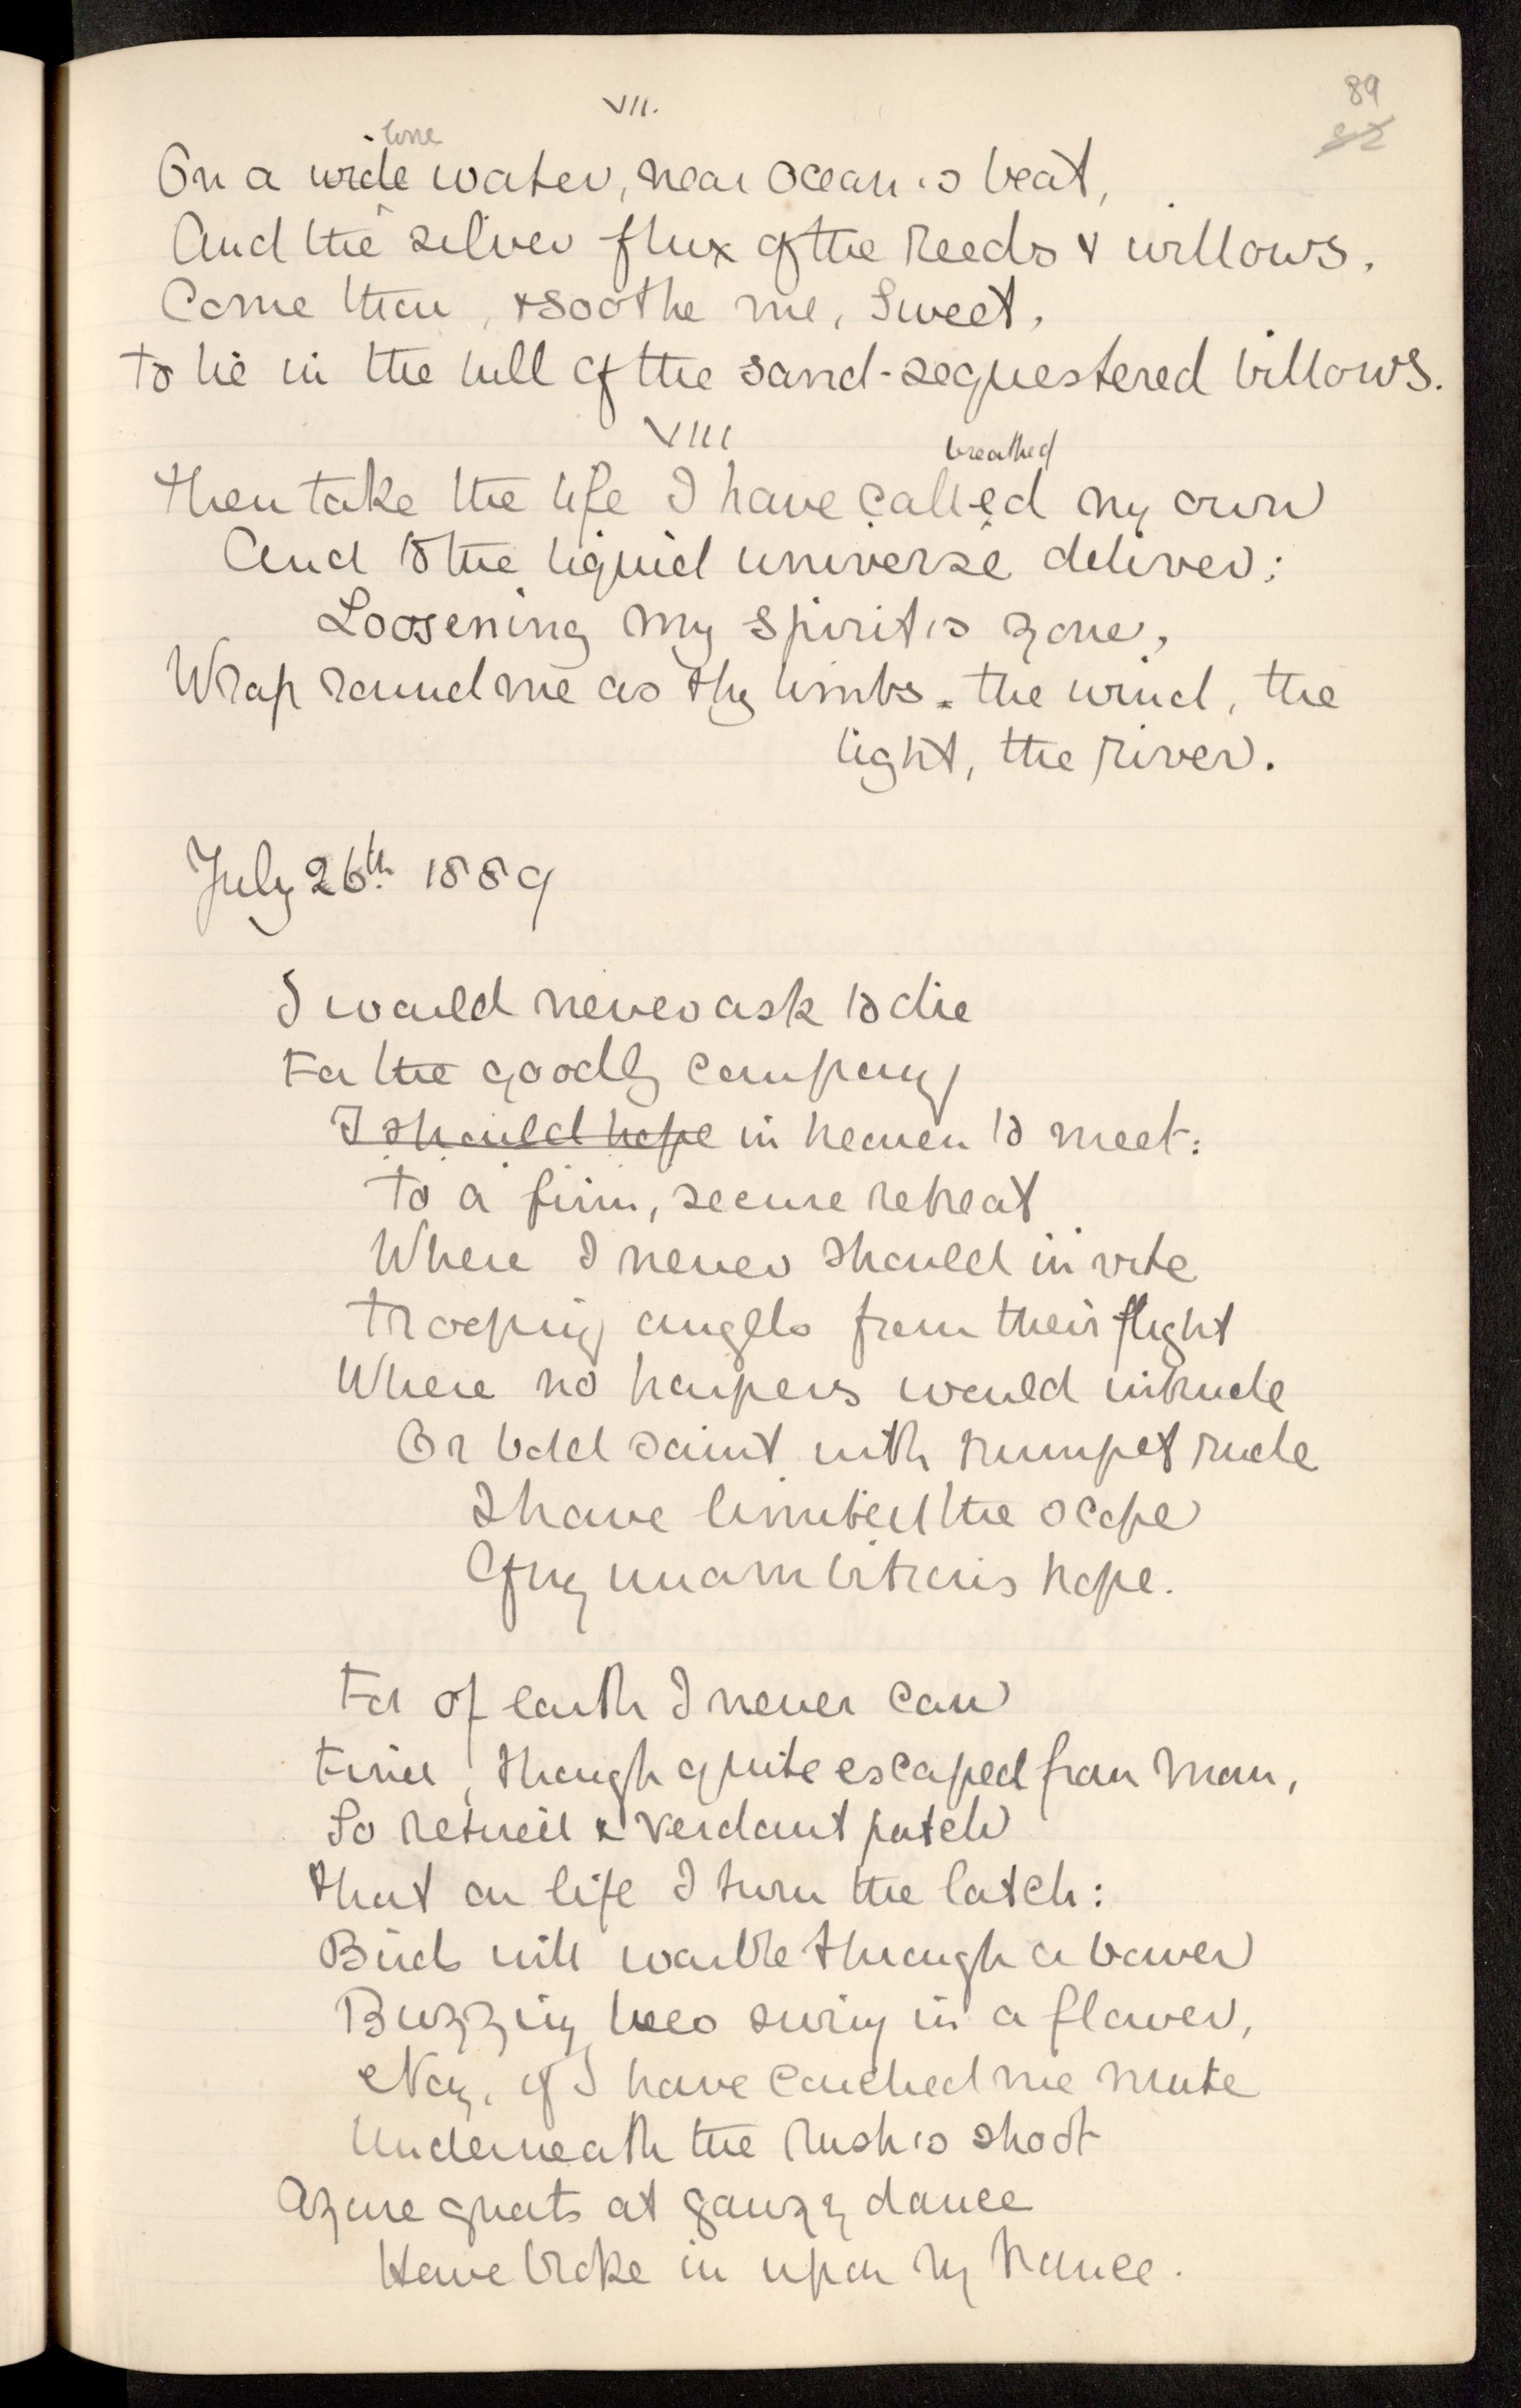 89
82
VII.
lone
On a wide water, near Ocean's beat,
And the silver flux of the reeds & willows.
Come then, & soothe me, Sweet,
To lie in the lull of the sand-sequestered billows.
VIII
breathed
Then take the life I have called my own
And to the liquid universe deliver;
Loosening my spirit's zone,
Wrap round me as thy limbs the wind, the
light, the river.
July 26th 1889
I would never ask to die
For the goodly company
I should hope in heaven to meet:
To a firm, secure retreat
Where I never should invite
Trooping angels from their flight
Where no harpers would intrude
Or bold saint with trumpet rude
I have limited the scope
Of my unambitious hope.
For of earth I never can
Find, though quite escaped from man,
So retired & verdant patch
That on life I turn the latch:
Birds will warble through a bower
Buzzing bees swing in a flower,
Nay, if I have couched me mute
Underneath the rush's shoot
Azure gnats at gauzy dance
Have broke in upon my trance.